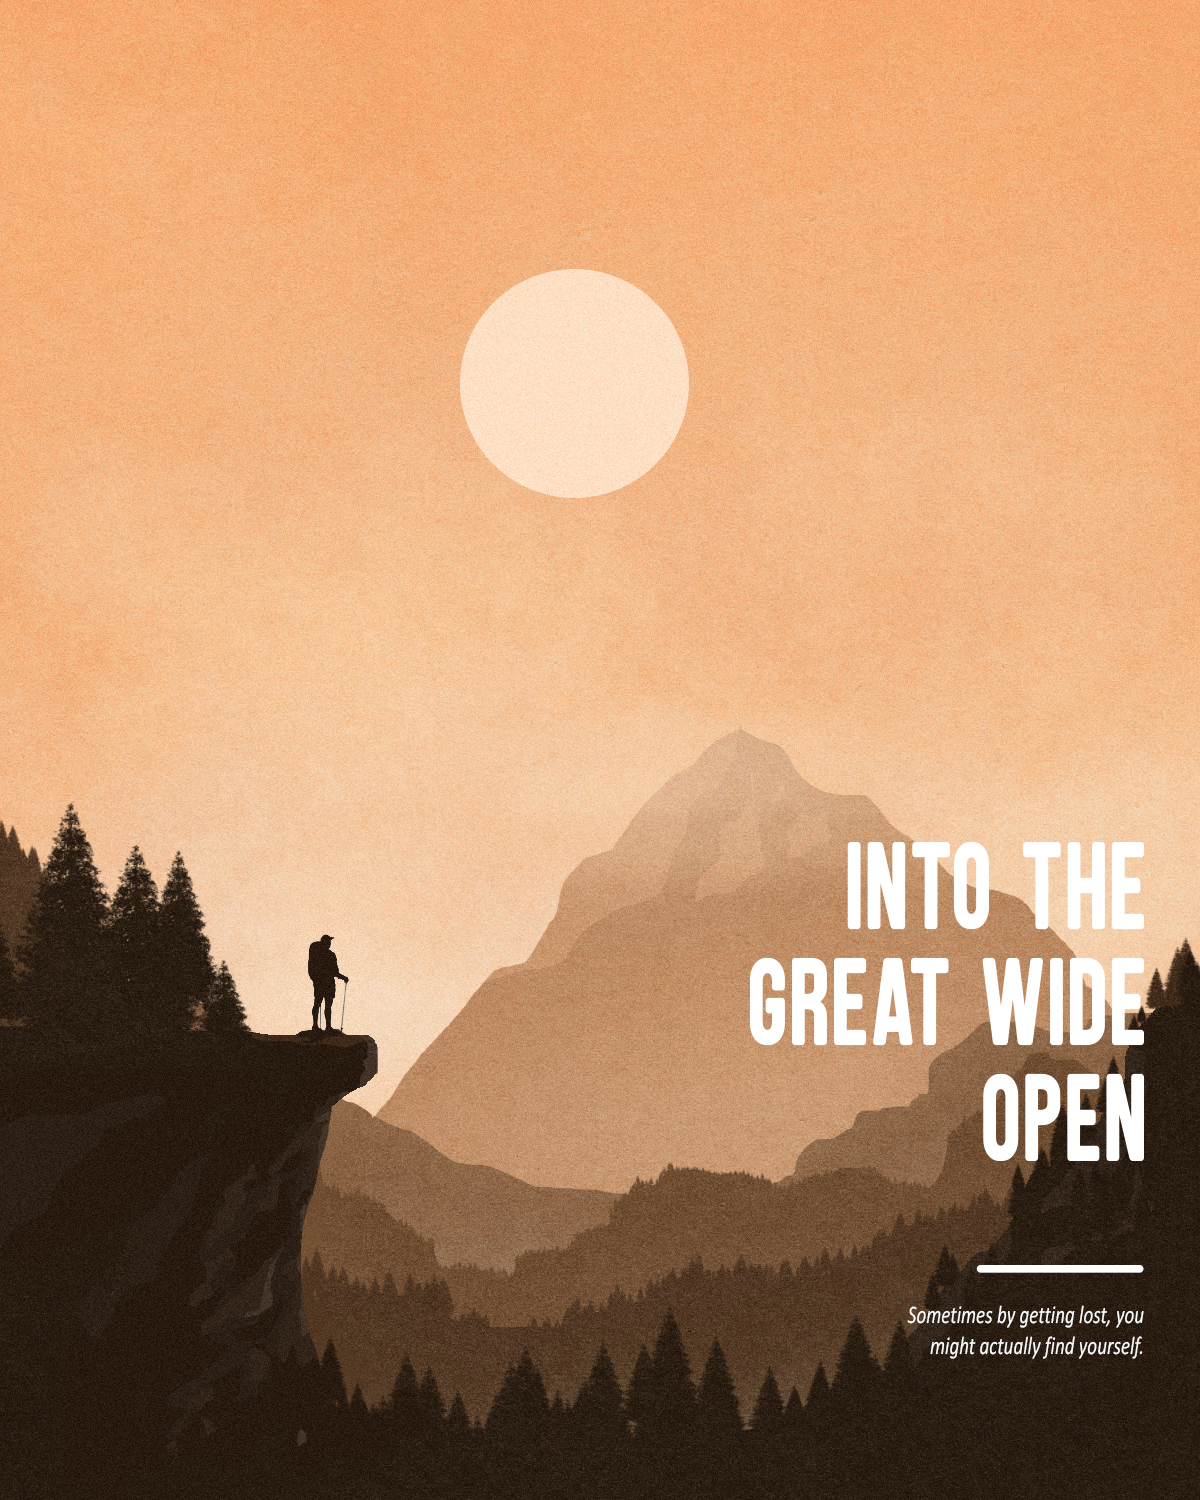 INTO THE
GREAT WIDE
OPEN
Sometimes by getting lost, you
might actually find yourself.